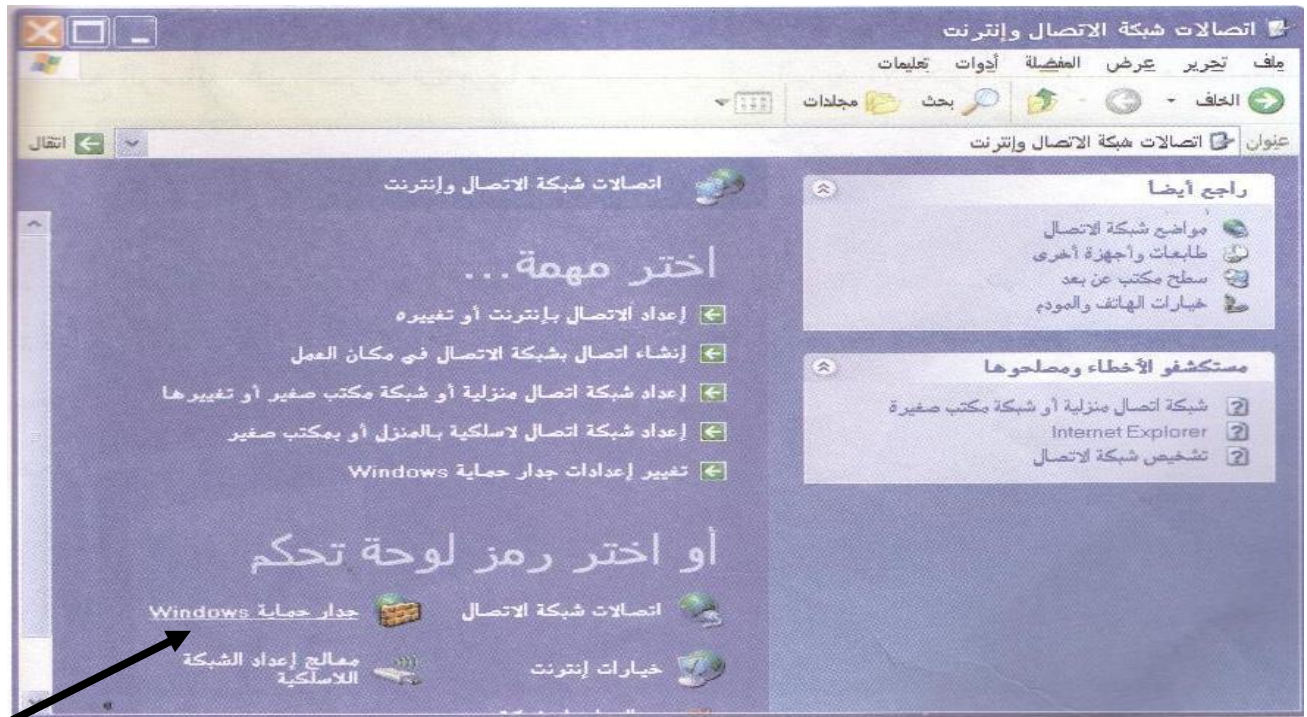 اتصالات شبكة الاتصال وإنترنت
ملف تحرير عرض المفضلة أدوات تعليمات
الخلف بحث مجلدات
عنوان اتصالات شبكة الاتصال وإنترنت انتقال
راجع أيضاً
مواضع شبكة الاتصال
طابعات وأجهزة أخرى
سطح مكتب عن بعد
خيارات الهاتف والمودم
مستكشفو الأخطاء ومصلحوها
شبكة اتصال منزلية أو شبكة مكتب صغيرة
Internet Explorer
تشخيص شبكة الاتصال
اتصالات شبكة الاتصال وإنترنت
اختر مهمة...
إعداد الاتصال بإنترنت أو تغييره
إنشاء اتصال بشبكة الاتصال في مكان العمل
إعداد شبكة اتصال منزلية أو شبكة مكتب صغير أو تغييرها
إعداد شبكة اتصال لاسلكية بالمنزل أو بمكتب صغير
تغيير إعدادات جدار حماية Windows
أو اختر رمز لوحة تحكم
اتصالات شبكة الاتصال
جدار حماية Windows
خيارات إنترنت
معالج إعداد الشبكة
اللاسلكية